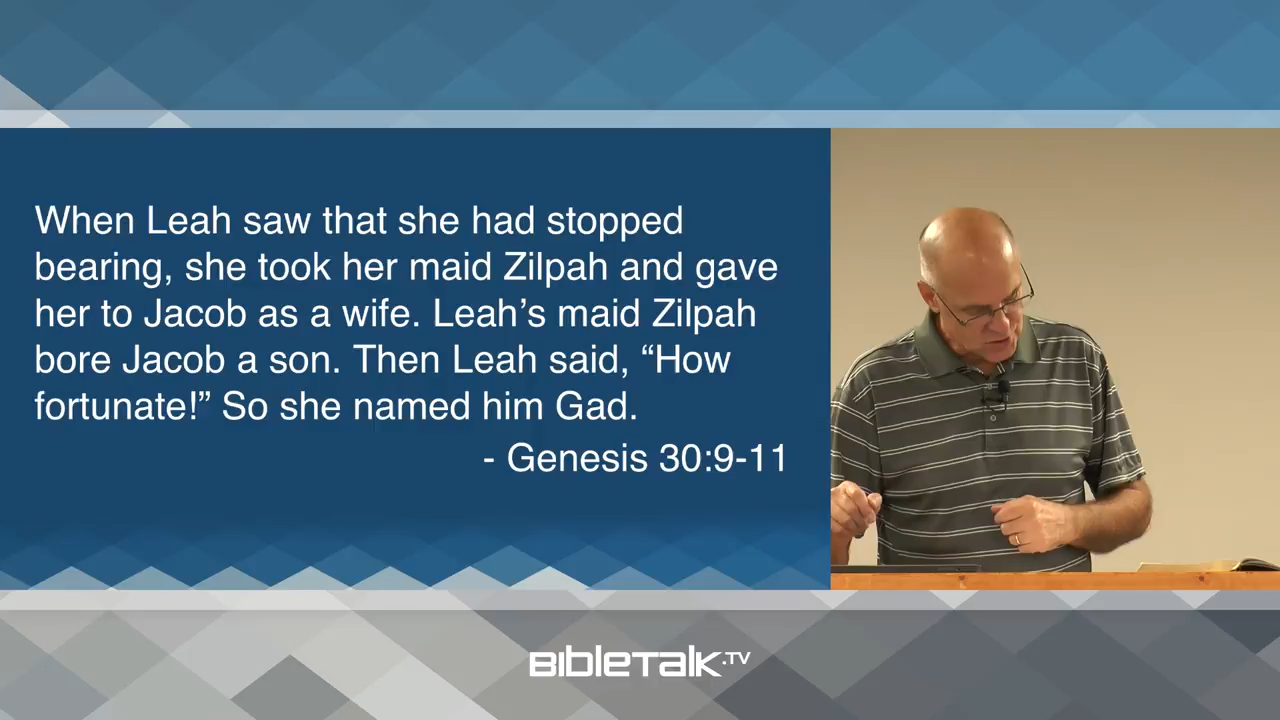 When Leah saw that she had stopped
bearing, she took her maid Zilpah and gave
her to Jacob as a wife. Leah’s maid Zilpah
bore Jacob a son. Then Leah said, “How
fortunate!” So she named him Gad.
- Genesis 30:9-11
BIBLETALK.TV